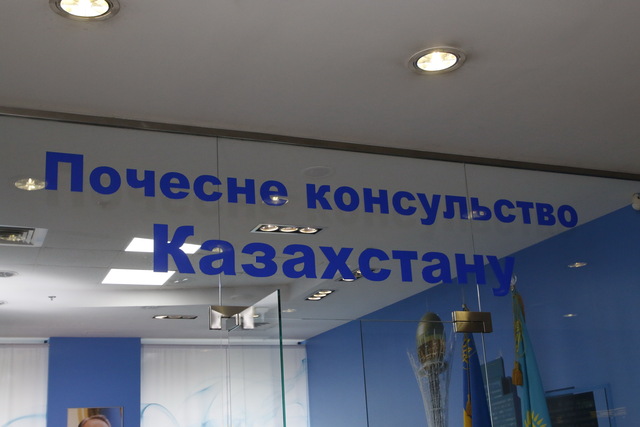 Почесне консульство
Казахстану